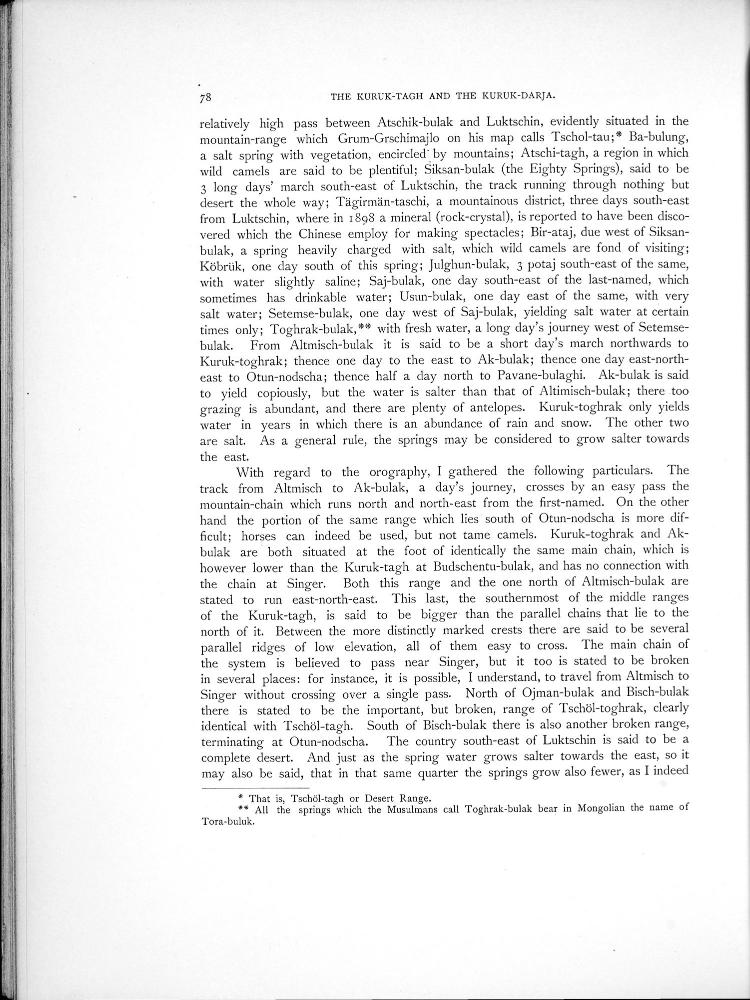 78 THE KURUK-TAGH AND THE KURUK-DARJA.
relatively high pass between Atschik-bulak and Luktschin, evidently situated in the
mountain-range which Grum-Grschimajlo on his map calls Tschol-tau;* Ba-bulung,
a salt spring with vegetation, encircled by mountains; Atschi-tagh, a region in which
wild camels are said to be plentiful; Siksan-bulak (the Eighty Springs), said to be
3 long days' march south-east of Luktschin, the track running through nothing but
desert the whole way; Tägirmän-taschi, a mountainous district, three days south-east
from Luktschin, where in 1898 a mineral (rock-crystal), is reported to have been disco-
vered which the Chinese employ for making spectacles; Bir-ataj, due west of Siksan-
bulak, a spring heavily charged with salt, which wild camels are fond of visiting;
Köbrük, one day south of this spring; Julghun-bulak, 3 potaj south-east of the same,
with water slightly saline; Saj-bulak, one day south-east of the last-named, which
sometimes has drinkable water; Usun-bulak, one day east of the same, with very
salt water; Setemse-bulak, one day west of Saj-bulak, yielding salt water at certain
times only; Toghrak-bulak,** with fresh water, a long day's journey west of Setemse-
bulak. From Altmisch-bulak it is said to be a short day's march northwards to
Kuruk-toghrak; thence one day to the east to Ak-bulak; thence one day east-north-
east to Otun-nodscha; thence half a day north to Pavane-bulaghi. Ak-bulak is said
to yield copiously, but the water is salter than that of Altimisch-bulak; there too
grazing is abundant, and there are plenty of antelopes. Kuruk-toghrak only yields
water in years in which there is an abundance of rain and snow. The other two
are salt. As a general rule, the springs may be considered to grow salter towards
the east.
With regard to the orography, I gathered the following particulars. The
track from Altmisch to Ak-bulak, a day's journey, crosses by an easy pass the
mountain-chain which runs north and north-east from the first-named. On the other
hand the portion of the same range which lies south of Otun-nodscha is more dif-
ficult; horses can indeed be used, but not tame camels. Kuruk-toghrak and Ak-
bulak are both situated at the foot of identically the same main chain, which is
however lower than the Kuruk-tagh at Budschentu-bulak, and has no connection with
the chain at Singer. Both this range and the one north of Altmisch-bulak are
stated to run east-north-east. This last, the southernmost of the middle ranges
of the Kuruk-tagh, is said to be bigger than the parallel chains that lie to the
north of it. Between the more distinctly marked crests there are said to be several
parallel ridges of low elevation, all of them easy to cross. The main chain of
the system is believed to pass near Singer, but it too is stated to be broken
in several places: for instance, it is possible, I understand, to travel from Altmisch to
Singer without crossing over a single pass. North of Ojman-bulak and Bisch-bulak
there is stated to be the important, but broken, range of Tschöl-toghrak, clearly
identical with Tschöl-tagh. South of Bisch-bulak there is also another broken range,
terminating at Otun-nodscha. The country south-east of Luktschin is said to be a
complete desert. And just as the spring water grows salter towards the east, so it
may also be said, that in that same quarter the springs grow also fewer, as I indeed
* That is, Tschöl-tagh or Desert Range.
** All the springs which the Musulmans call Toghrak-bulak bear in Mongolian the name of
Tora-buluk.